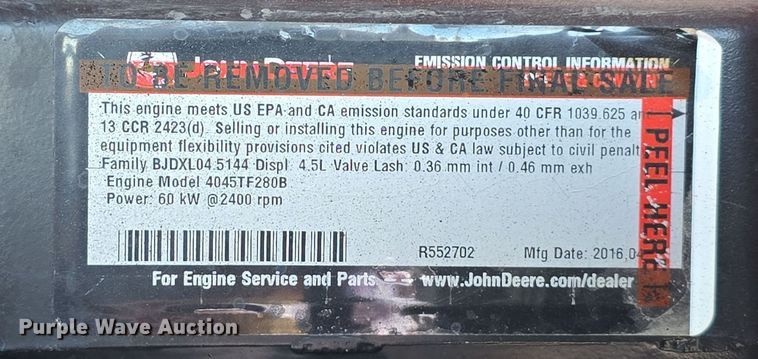 JOHN DEERE
EMISSION CONTROL INFORMATION
TO BE REMOVED BEFORE FINAL SALE
This engine meets US EPA and CA emission standards under 40 CFR 1039.625 an
13 CCR 2423(d). Selling or installing this engine for purposes other than for the
equipment flexibility provisions cited violates US & CA law subject to civil penalt
Family BJDXL04.5144 Displ. 4.5L Valve Lash: 0.36 mm int / 0.46 mm exh
Engine Model 4045TF280B
Power: 60 kW @2400 rpm
PEEL HERE
R552702 Mfg Date: 2016.04
For Engine Service and Parts www.JohnDeere.com/dealer
Purple Wave Auction